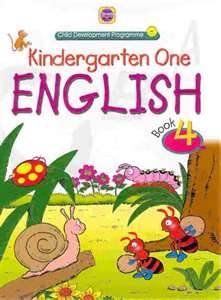 Child Development Programme
Kindergarten One
ENGLISH
Book 4